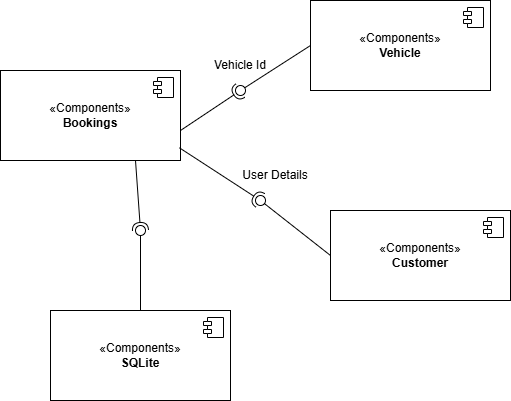 «Components»
Vehicle
Vehicle Id
«Components»
Bookings
User Details
«Components»
Customer
«Components»
SQLite